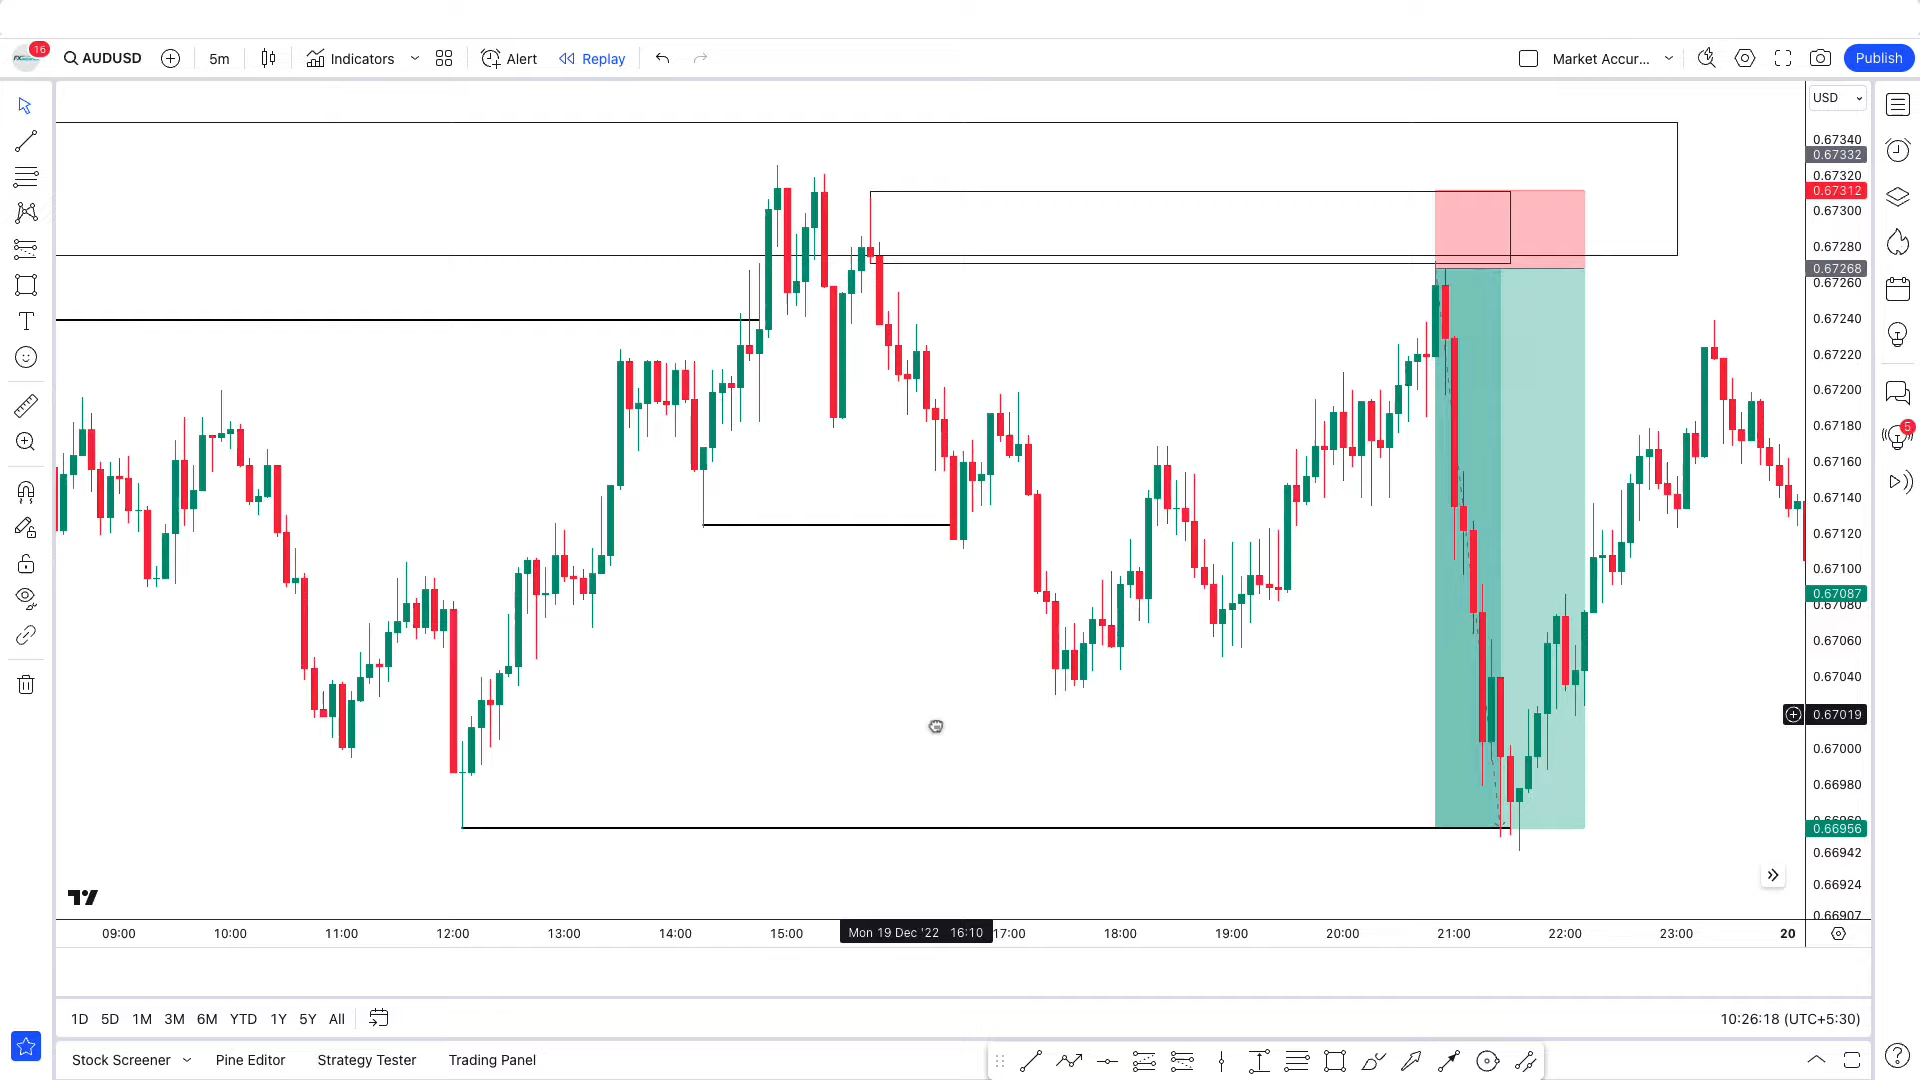 16
AUDUSD
5m
Indicators
Alert
Replay
Market Accur...
Publish
USD
0.67340
0.67332
0.67320
0.67312
0.67300
0.67280
0.67268
0.67260
0.67240
0.67220
0.67200
0.67180
0.67160
0.67140
0.67120
0.67100
0.67087
0.67080
0.67060
0.67040
0.67019
0.67000
0.66980
0.66956
0.66942
0.66924
0.66907
5
09:00 10:00 11:00 12:00 13:00 14:00 15:00 Mon 19 Dec '22 16:10 17:00 18:00 19:00 20:00 21:00 22:00 23:00 20
1D 5D 1M 3M 6M YTD 1Y 5Y All
10:26:18 (UTC+5:30)
Stock Screener Pine Editor Strategy Tester Trading Panel